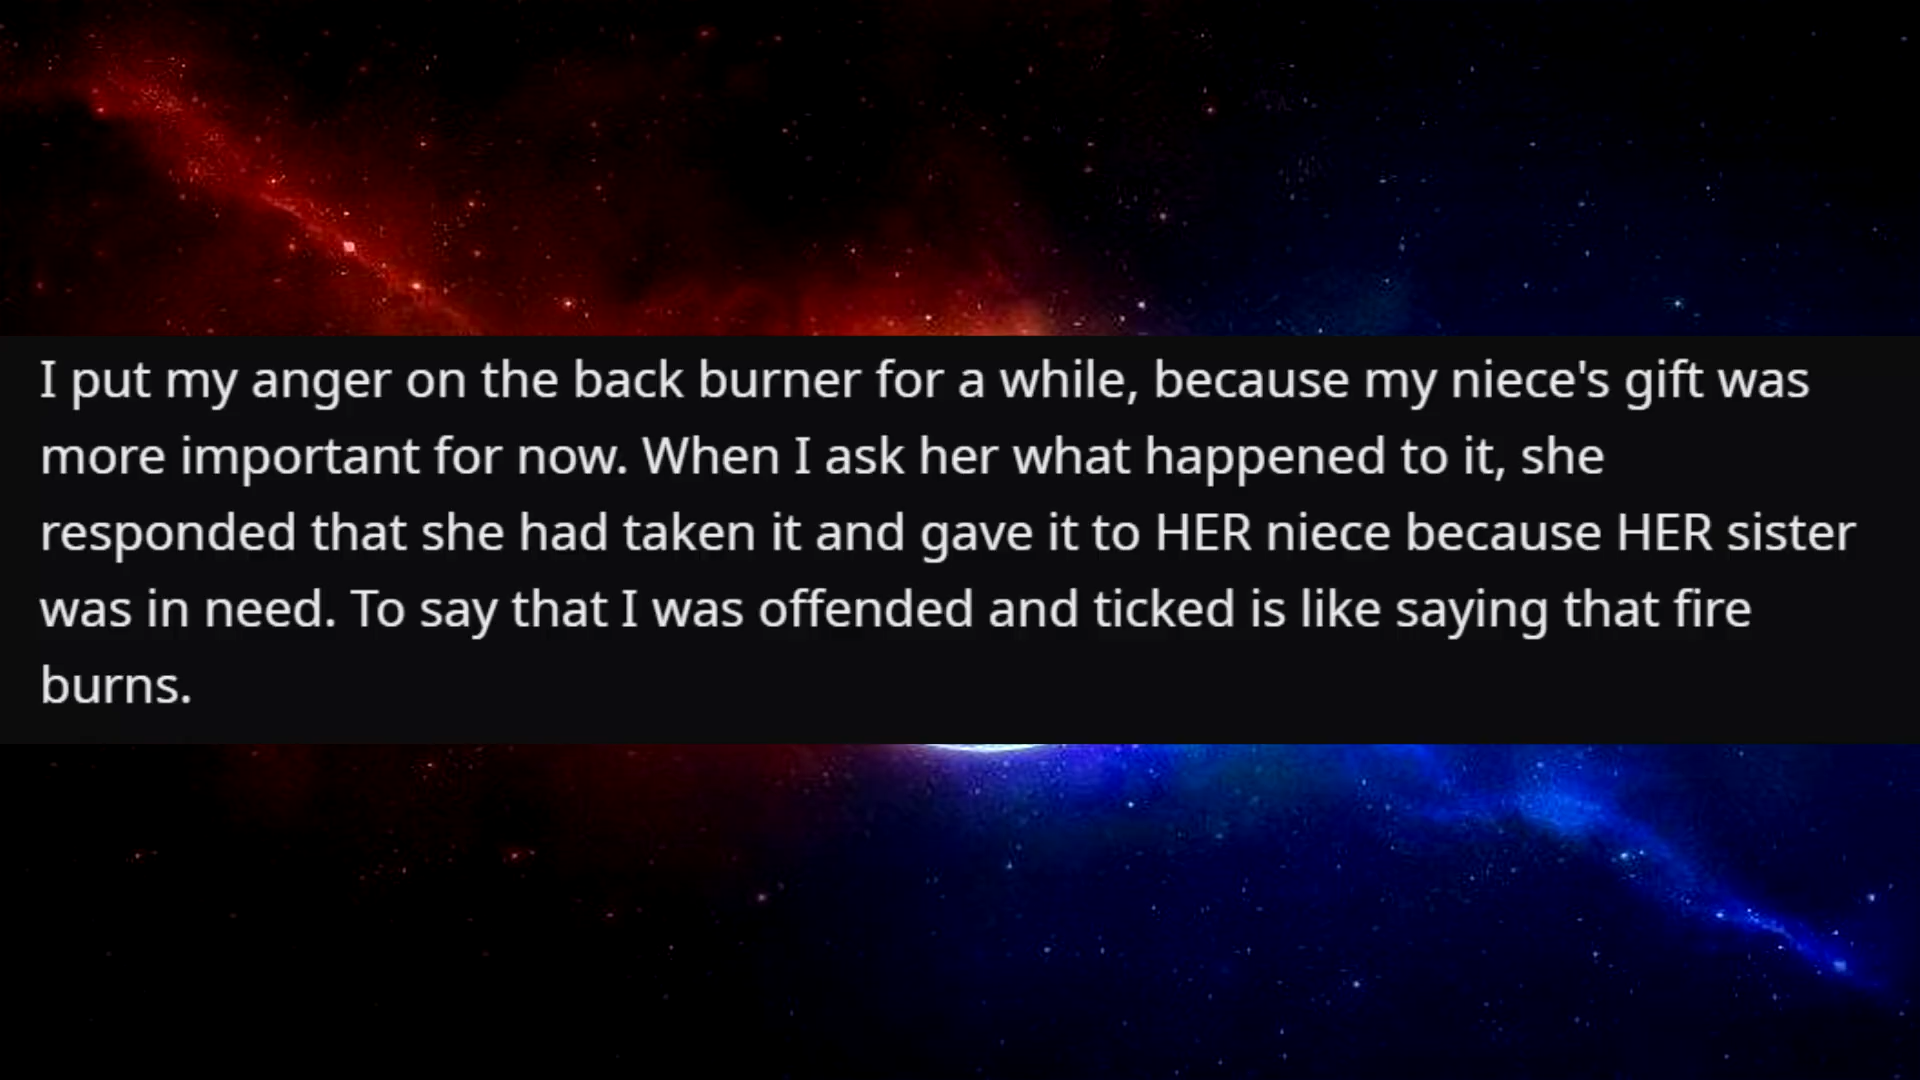 I put my anger on the back burner for a while, because my niece's gift was
more important for now. When I ask her what happened to it, she
responded that she had taken it and gave it to HER niece because HER sister
was in need. To say that I was offended and ticked is like saying that fire
burns.